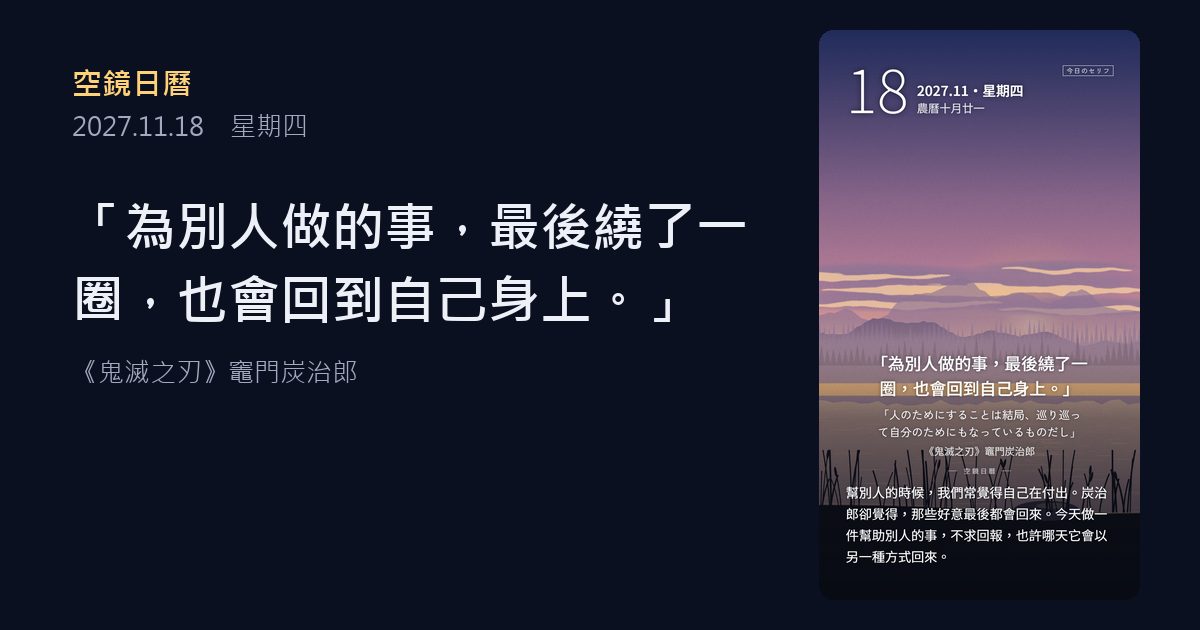 空鏡日曆
2027.11.18 星期四
「為別人做的事，最後繞了一
圈，也會回到自己身上。」
《鬼滅之刃》竈門炭治郎
今日のセリフ
18
2027.11・星期四
農曆十月廿一
「為別人做的事，最後繞了一
圈，也會回到自己身上。」
「人のためにすることは結局、巡り巡っ
て自分のためにもなっているものだし」
《鬼滅之刃》竈門炭治郎
— 空鏡日曆 —
幫別人的時候，我們常覺得自己在付出。炭治
郎卻覺得，那些好意最後都會回來。今天做一
件幫助別人的事，不求回報，也許哪天它會以
另一種方式回來。